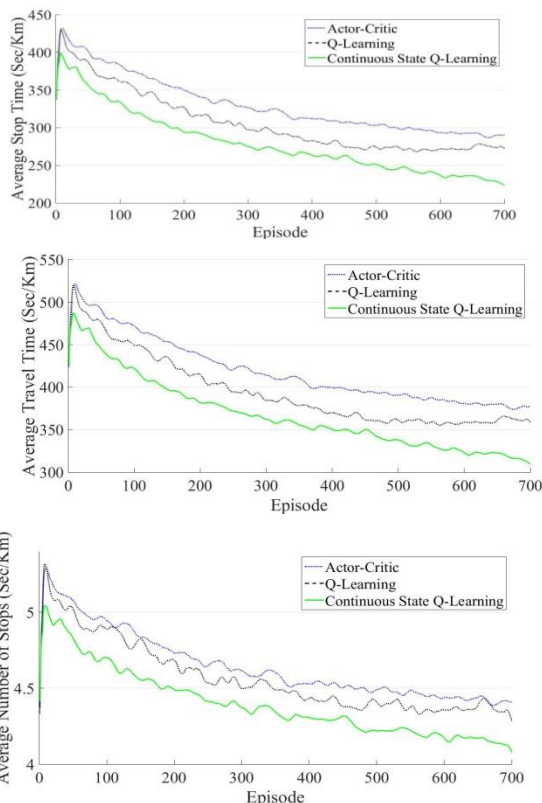 450
400
350
300
250
200
Average Stop Time (Sec/Km)
Actor-Critic
Q-Learning
Continuous State Q-Learning
0 100 200 300 400 500 600 700
Episode
550
500
450
400
350
300
Average Travel Time (Sec/Km)
Actor-Critic
Q-Learning
Continuous State Q-Learning
0 100 200 300 400 500 600 700
Episode
5
4.5
4
Average Number of Stops (Sec/Km)
Actor-Critic
Q-Learning
Continuous State Q-Learning
0 100 200 300 400 500 600 700
Episode